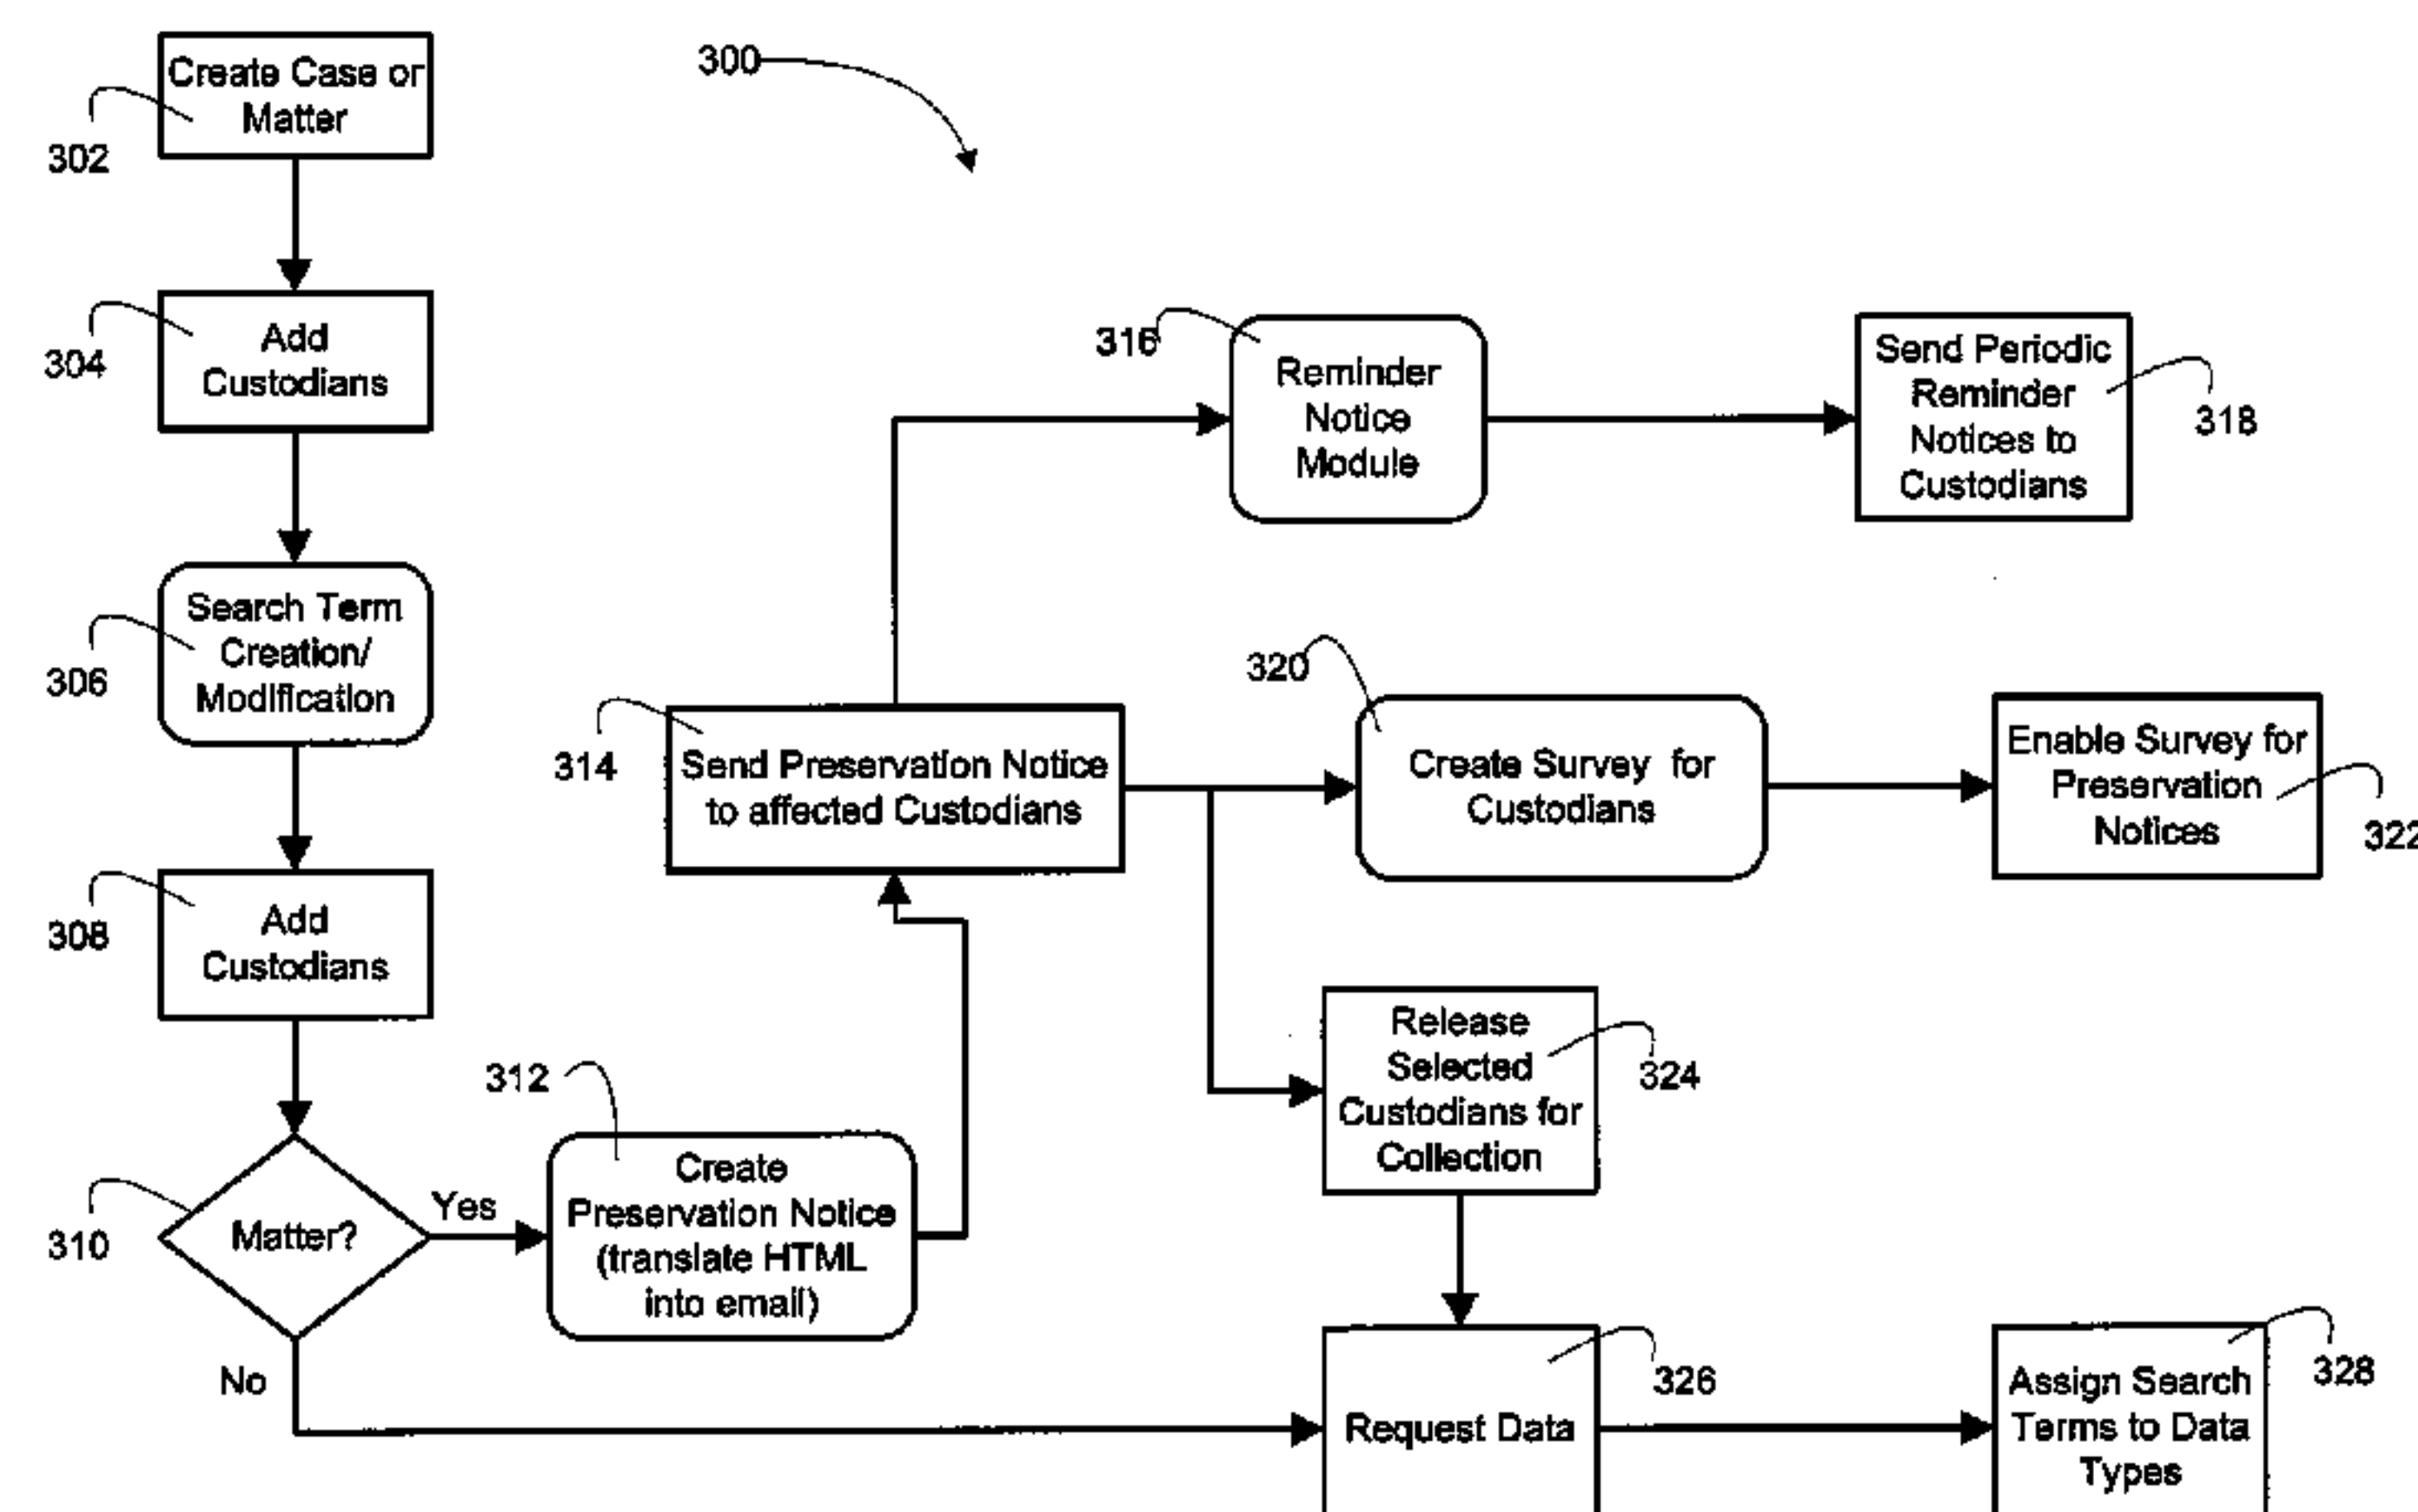 Create Case or
Matter
302
300
Add
Custodians
304
Search Term
Creation/
Modification
306
Add
Custodians
308
Matter?
310
Yes
No
312
Create
Preservation Notice
(translate HTML
into email)
314
Send Preservation Notice
to affected Custodians
316
Reminder
Notice
Module
Send Periodic
Reminder
Notices to
Custodians
318
320
Create Survey for
Custodians
Enable Survey for
Preservation
Notices
322
Release
Selected
Custodians for
Collection
324
326
Request Data
328
Assign Search
Terms to Data
Types